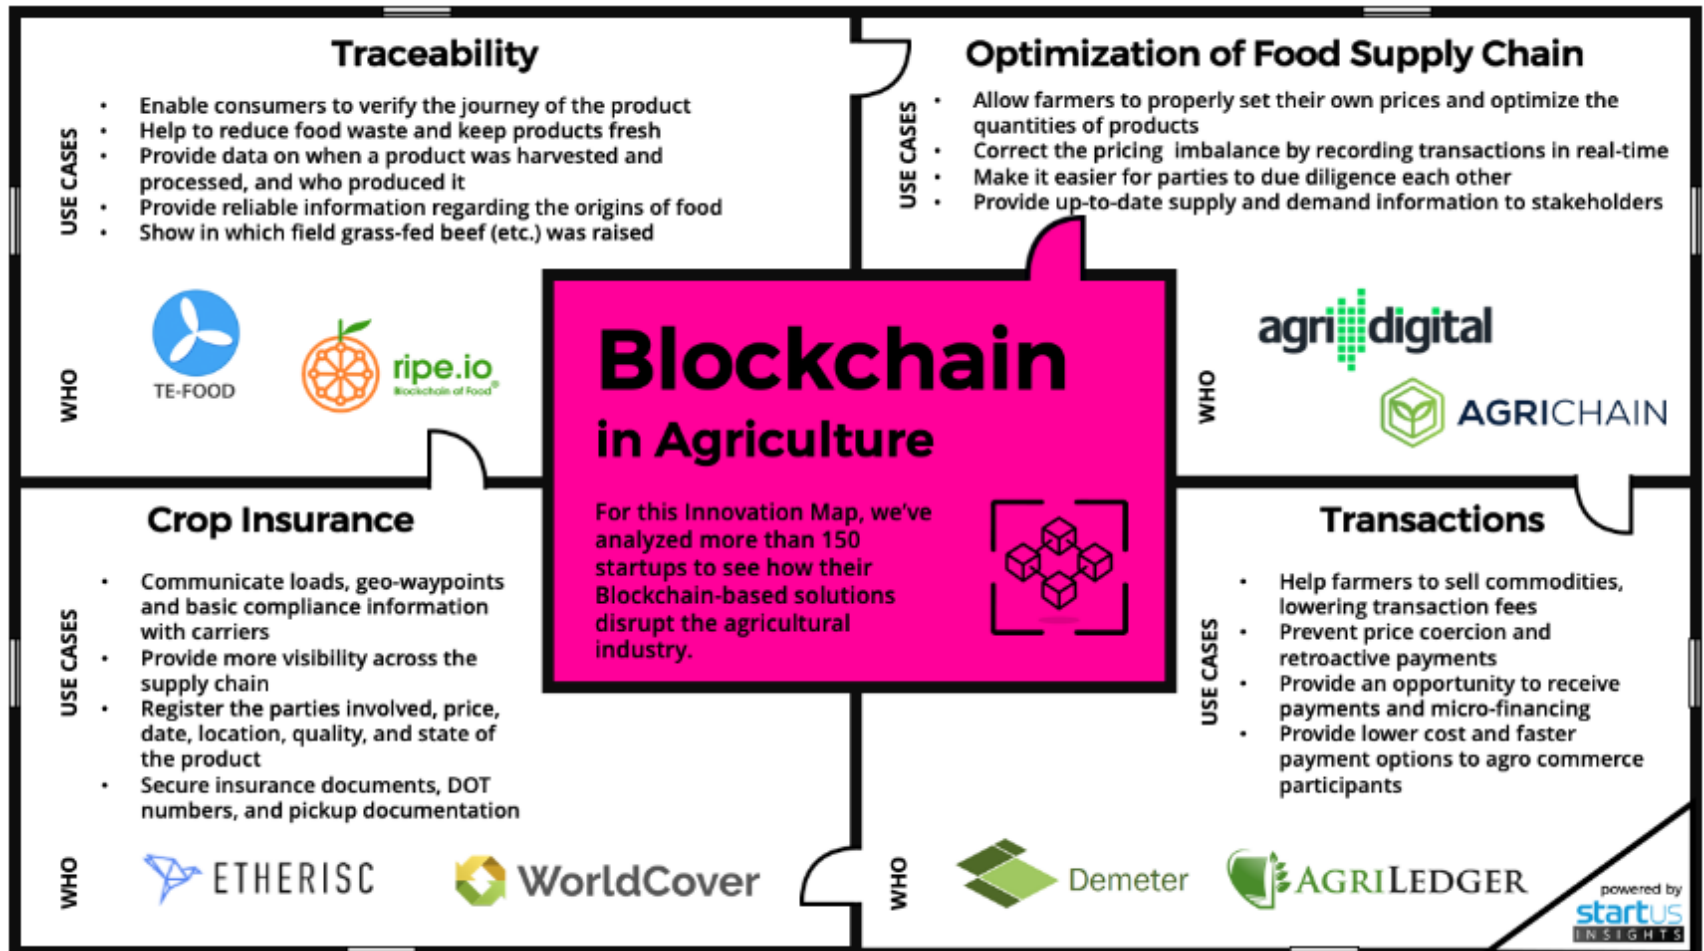 Traceability
USE CASES
• Enable consumers to verify the journey of the product
• Help to reduce food waste and keep products fresh
• Provide data on when a product was harvested and
processed, and who produced it
• Provide reliable information regarding the origins of food
• Show in which field grass-fed beef (etc.) was raised
WHO
TE-FOOD
ripe.io
Blockchain of Food®
Optimization of Food Supply Chain
USE CASES
• Allow farmers to properly set their own prices and optimize the
quantities of products
• Correct the pricing imbalance by recording transactions in real-time
• Make it easier for parties to due diligence each other
• Provide up-to-date supply and demand information to stakeholders
WHO
agridigital
AGRICHAIN
Blockchain
in Agriculture
For this Innovation Map, we've
analyzed more than 150
startups to see how their
Blockchain-based solutions
disrupt the agricultural
industry.
Crop Insurance
USE CASES
• Communicate loads, geo-waypoints
and basic compliance information
with carriers
• Provide more visibility across the
supply chain
• Register the parties involved, price,
date, location, quality, and state of
the product
• Secure insurance documents, DOT
numbers, and pickup documentation
WHO
ETHERISC
WorldCover
Transactions
USE CASES
• Help farmers to sell commodities,
lowering transaction fees
• Prevent price coercion and
retroactive payments
• Provide an opportunity to receive
payments and micro-financing
• Provide lower cost and faster
payment options to agro commerce
participants
WHO
Demeter
AGRILEDGER
powered by
startus
INSIGHTS